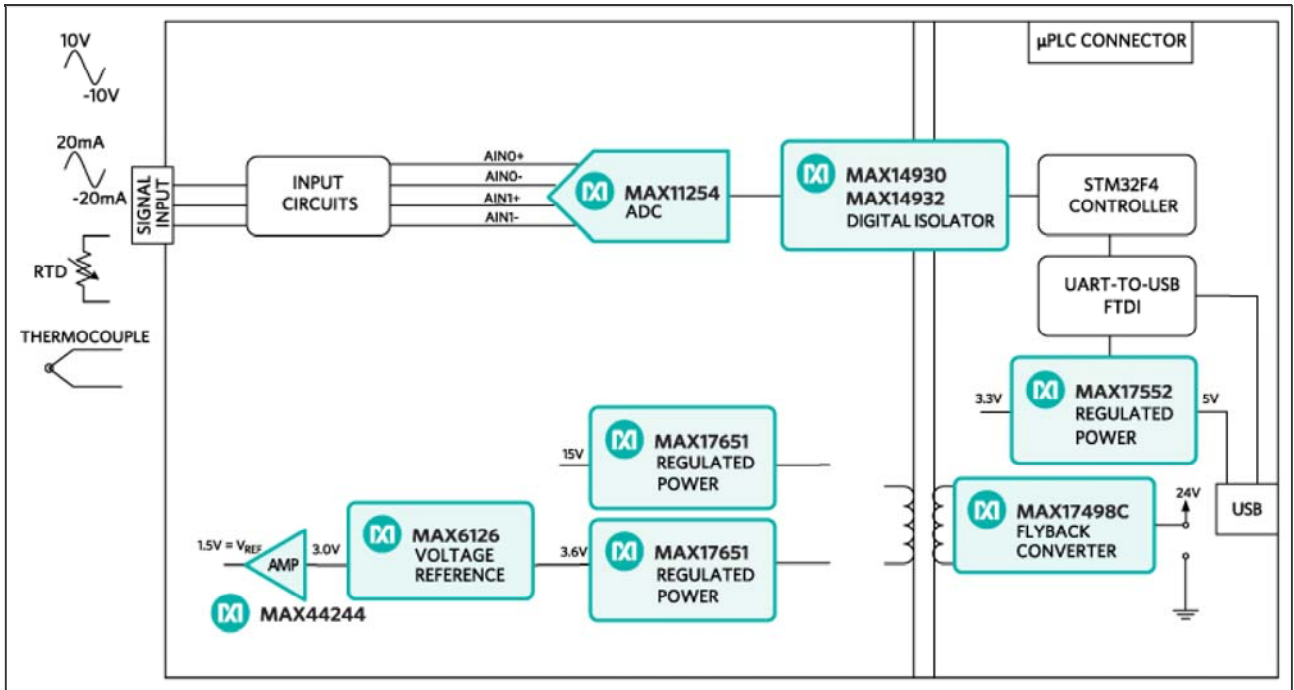 µPLC CONNECTOR
10V
-10V
20mA
-20mA
SIGNAL
INPUT
RTD
THERMOCOUPLE
INPUT
CIRCUITS
AIN0+
AIN0-
AIN1+
AIN1-
MAX11254
ADC
MAX14930
MAX14932
DIGITAL ISOLATOR
STM32F4
CONTROLLER
UART-TO-USB
FTDI
3.3V
MAX17552
REGULATED
POWER
5V
15V
MAX17651
REGULATED
POWER
1.5V = VREF
AMP
MAX44244
3.0V
MAX6126
VOLTAGE
REFERENCE
3.6V
MAX17651
REGULATED
POWER
MAX17498C
FLYBACK
CONVERTER
24V
USB